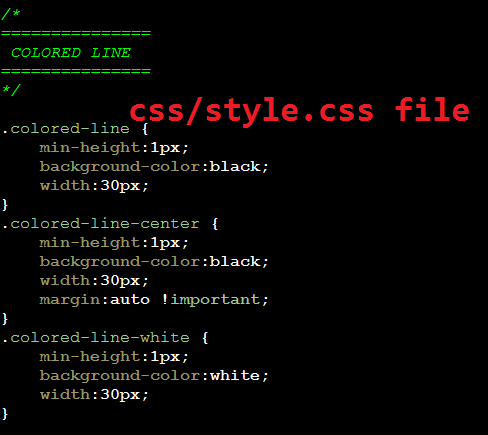 /*
===============
 COLORED LINE
===============
*/
css/style.css file
.colored-line {
    min-height:1px;
    background-color:black;
    width:30px;
}
.colored-line-center {
    min-height:1px;
    background-color:black;
    width:30px;
    margin:auto !important;
}
.colored-line-white {
    min-height:1px;
    background-color:white;
    width:30px;
}